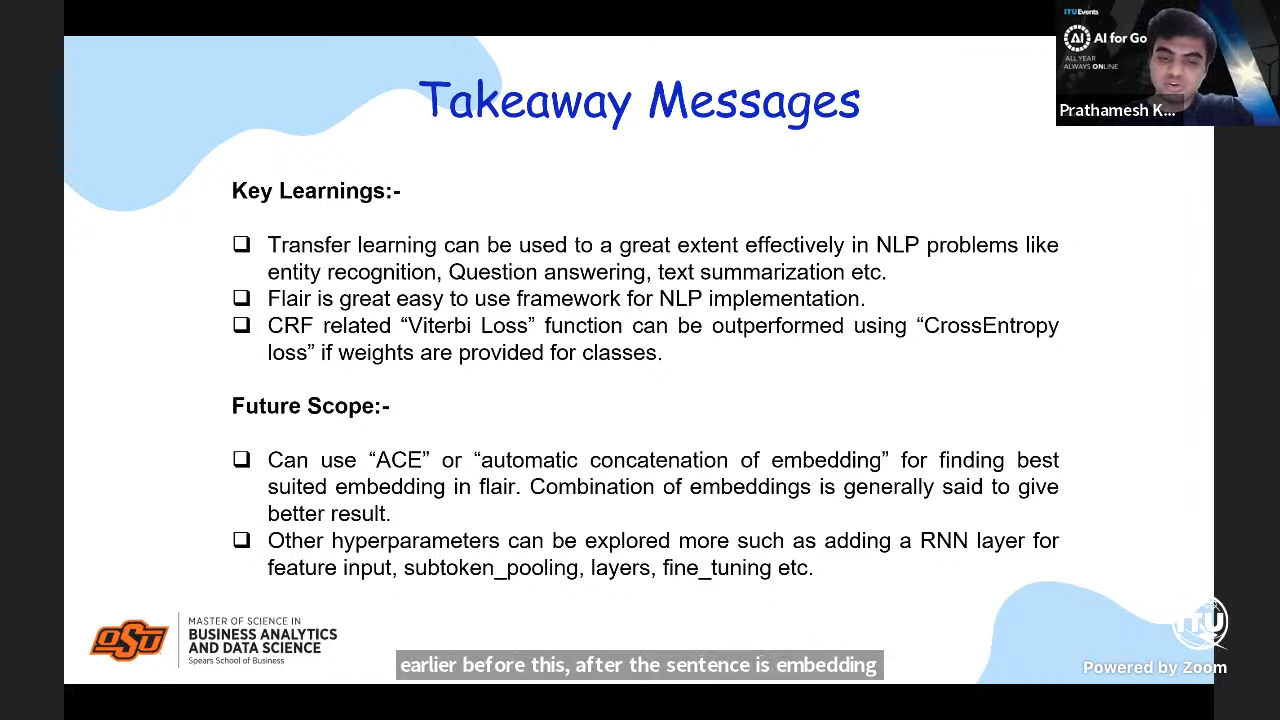 Takeaway Messages
Key Learnings:-
Transfer learning can be used to a great extent effectively in NLP problems like
entity recognition, Question answering, text summarization etc.
Flair is great easy to use framework for NLP implementation.
CRF related “Viterbi Loss” function can be outperformed using “CrossEntropy
loss” if weights are provided for classes.
Future Scope:-
Can use “ACE” or “automatic concatenation of embedding” for finding best
suited embedding in flair. Combination of embeddings is generally said to give
better result.
Other hyperparameters can be explored more such as adding a RNN layer for
feature input, subtoken_pooling, layers, fine_tuning etc.
OSU
MASTER OF SCIENCE IN
BUSINESS ANALYTICS
AND DATA SCIENCE
Spears School of Business
earlier before this, after the sentence is embedding
ITUEvents
AI
AI for Go
ALL YEAR
ALWAYS ONLINE
Prathamesh K...
ITU
Powered by Zoom